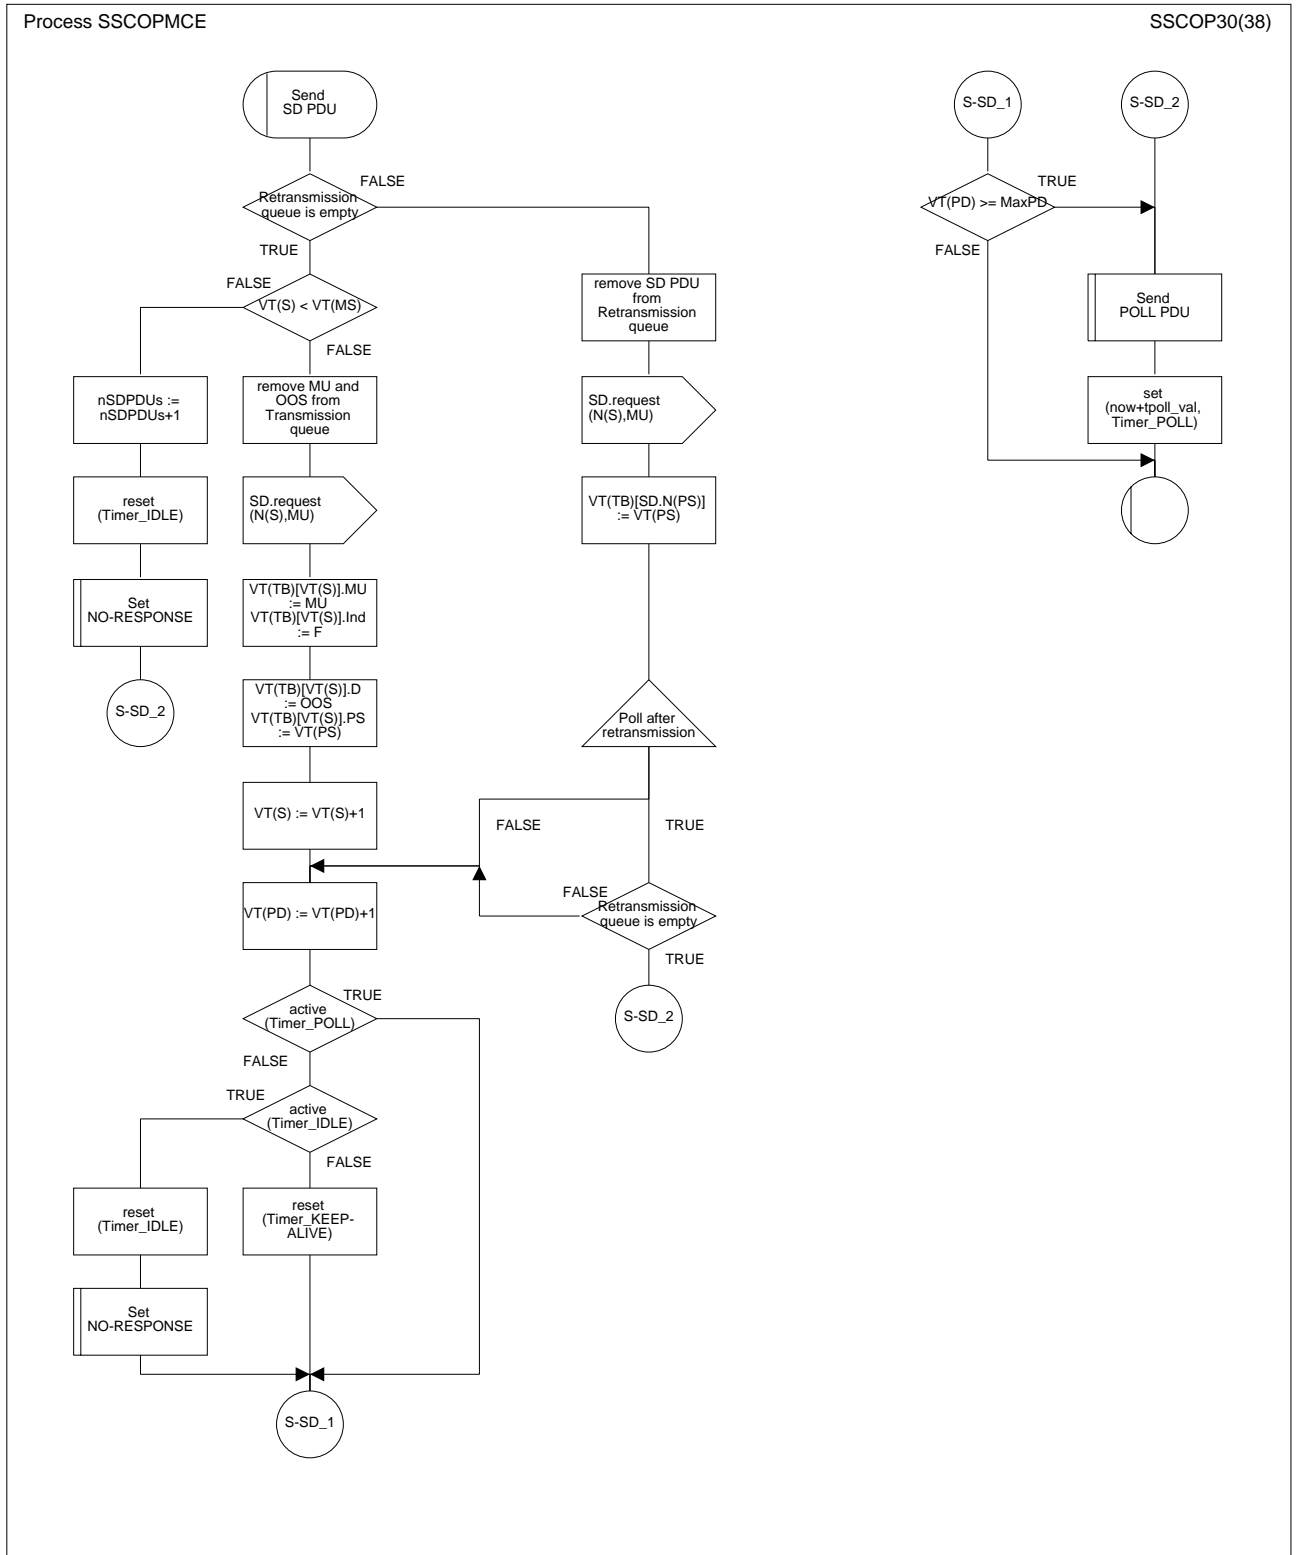 Process SSCOPMCE
SSCOP30(38)
Send
SD PDU
Retransmission
queue is empty
FALSE
TRUE
VT(S) < VT(MS)
FALSE
FALSE
nSDPDUs :=
nSDPDUs+1
reset
(Timer_IDLE)
Set
NO-RESPONSE
S-SD_2
remove MU and
OOS from
Transmission
queue
SD.request
(N(S),MU)
VT(TB)[VT(S)].MU
:= MU
VT(TB)[VT(S)].Ind
:= F
VT(TB)[VT(S)].D
:= OOS
VT(TB)[VT(S)].PS
:= VT(PS)
VT(S) := VT(S)+1
VT(PD) := VT(PD)+1
active
(Timer_POLL)
TRUE
FALSE
active
(Timer_IDLE)
TRUE
FALSE
reset
(Timer_IDLE)
Set
NO-RESPONSE
reset
(Timer_KEEP-
ALIVE)
S-SD_1
remove SD PDU
from
Retransmission
queue
SD.request
(N(S),MU)
VT(TB)[SD.N(PS)]
:= VT(PS)
Poll after
retransmission
FALSE
TRUE
Retransmission
queue is empty
FALSE
TRUE
S-SD_2
S-SD_1
VT(PD) >= MaxPD
TRUE
FALSE
S-SD_2
Send
POLL PDU
set
(now+tpoll_val,
Timer_POLL)